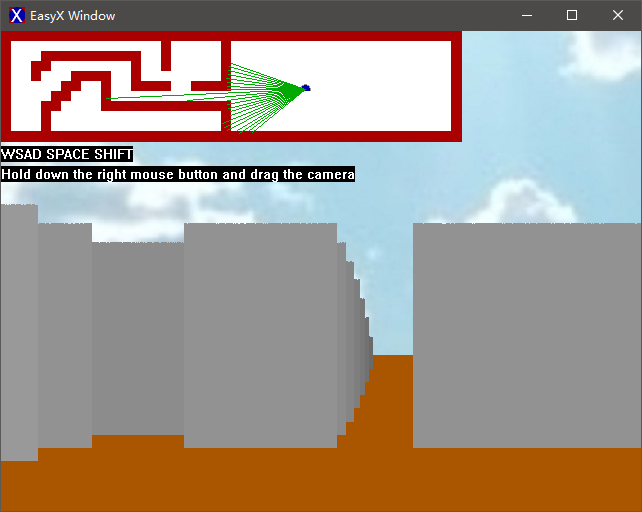 EasyX Window
WSAD SPACE SHIFT
Hold down the right mouse button and drag the camera